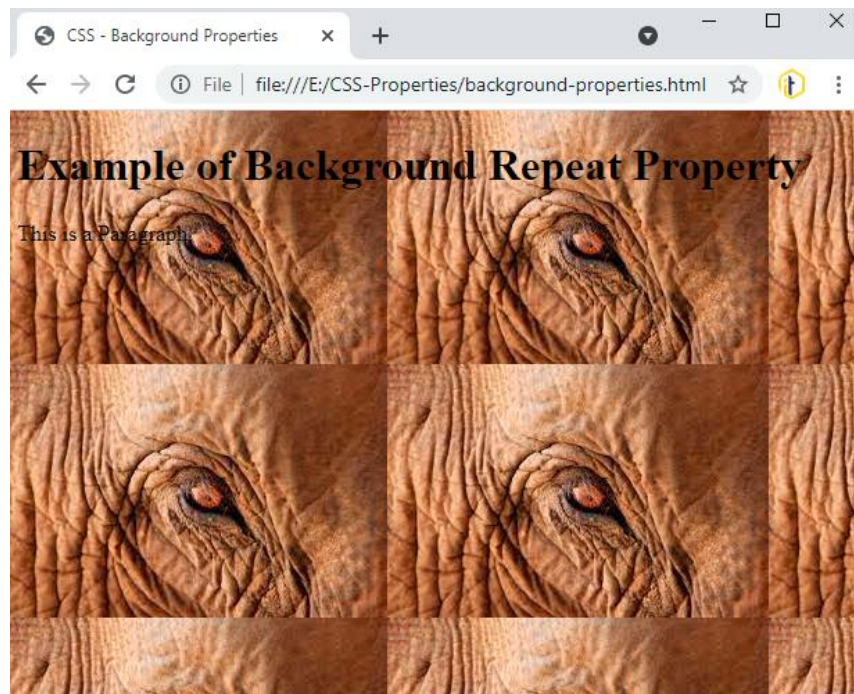 CSS - Background Properties
File | file:///E:/CSS-Properties/background-properties.html
Example of Background Repeat Property
This is a Paragraph.